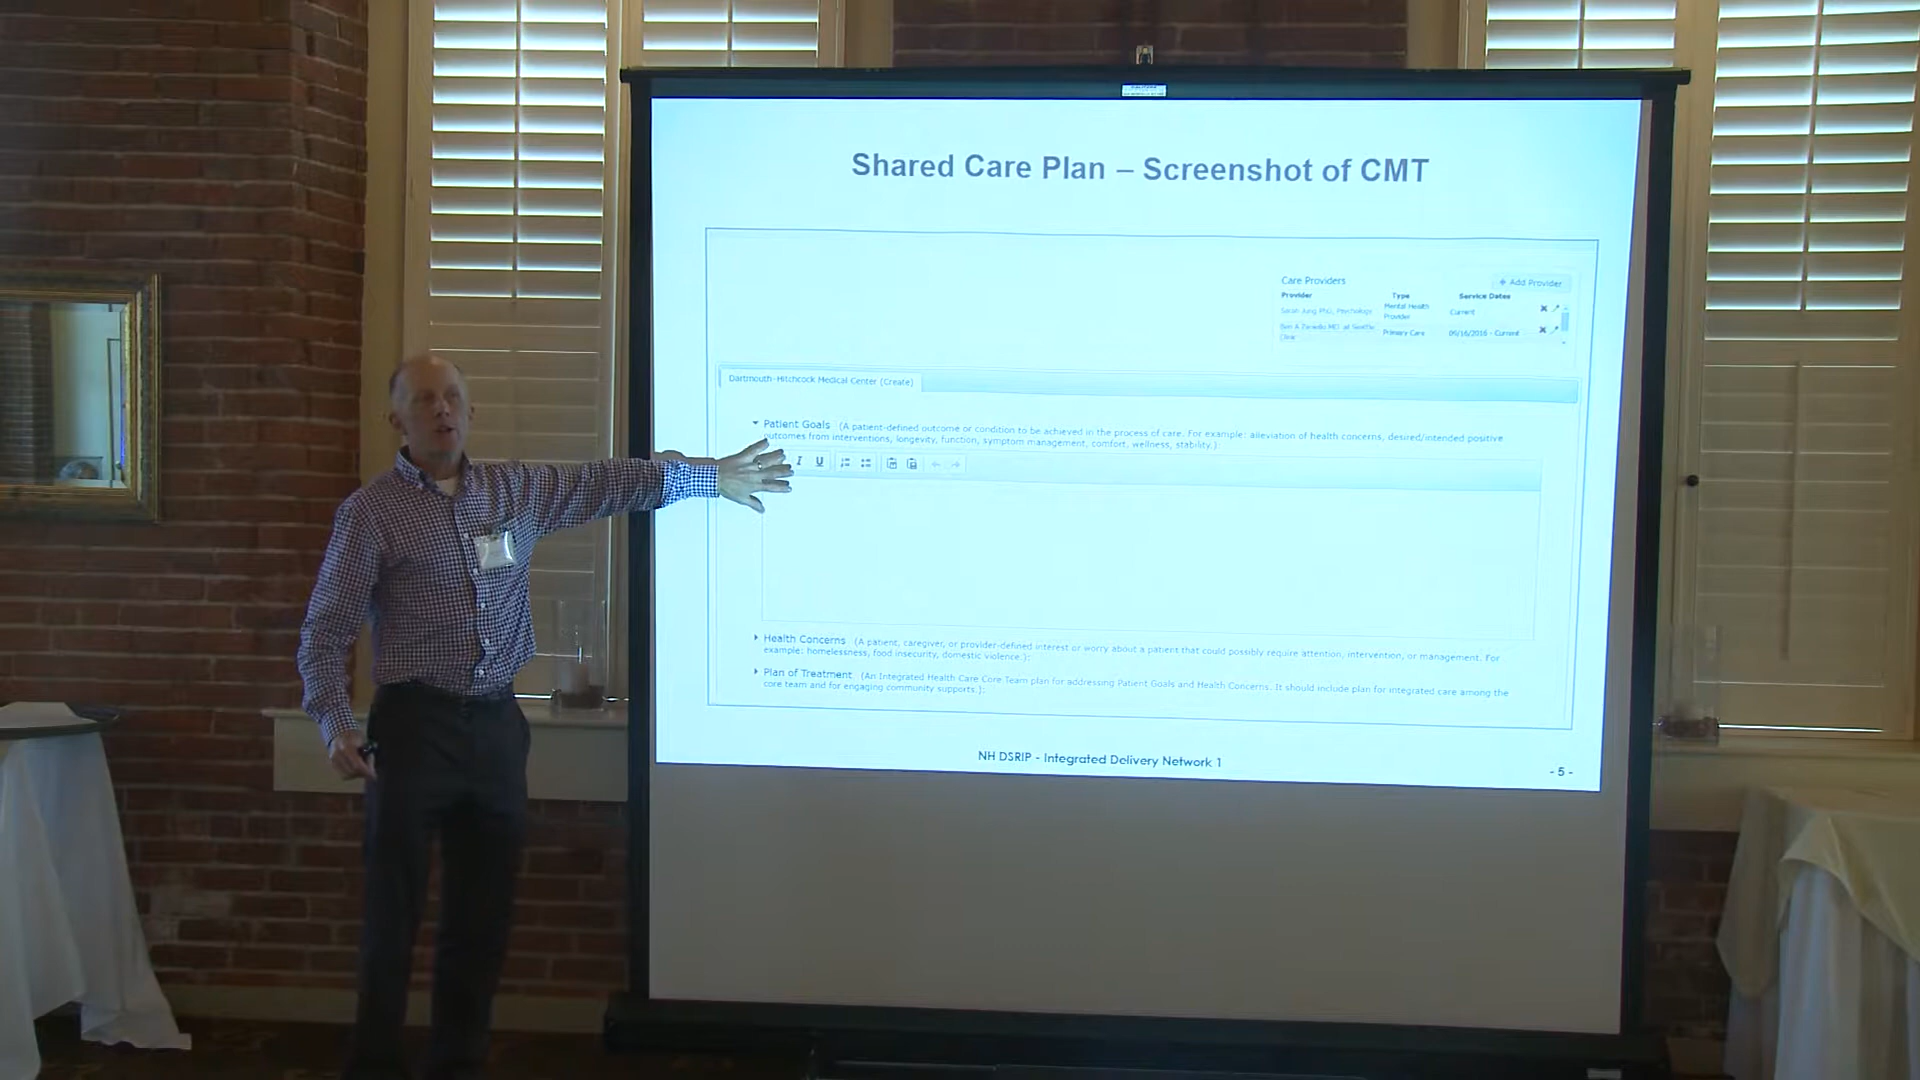 Shared Care Plan – Screenshot of CMT
Care Providers
+ Add Provider
Provider Type Service Dates
Sarah Jung PhD, Psychology
Mental Health
Provider
Current
Primary Care
09/16/2016 - Current
Dartmouth-Hitchcock Medical Center (Create)
Patient Goals (A patient-defined outcome or condition to be achieved in the process of care. For example: alleviation of health concerns, desired/intended positive
outcomes from interventions, longevity, function, symptom management, comfort, wellness, stability.)
I U
Health Concerns (A patient, caregiver, or provider-defined interest or worry about a patient that could possibly require attention, intervention, or management. For
example: homelessness, food insecurity, domestic violence.):
Plan of Treatment (An Integrated Health Care Core Team plan for addressing Patient Goals and Health Concerns. It should include plan for integrated care among the
core team and for engaging community supports.):
NH DSRIP - Integrated Delivery Network 1
- 5 -